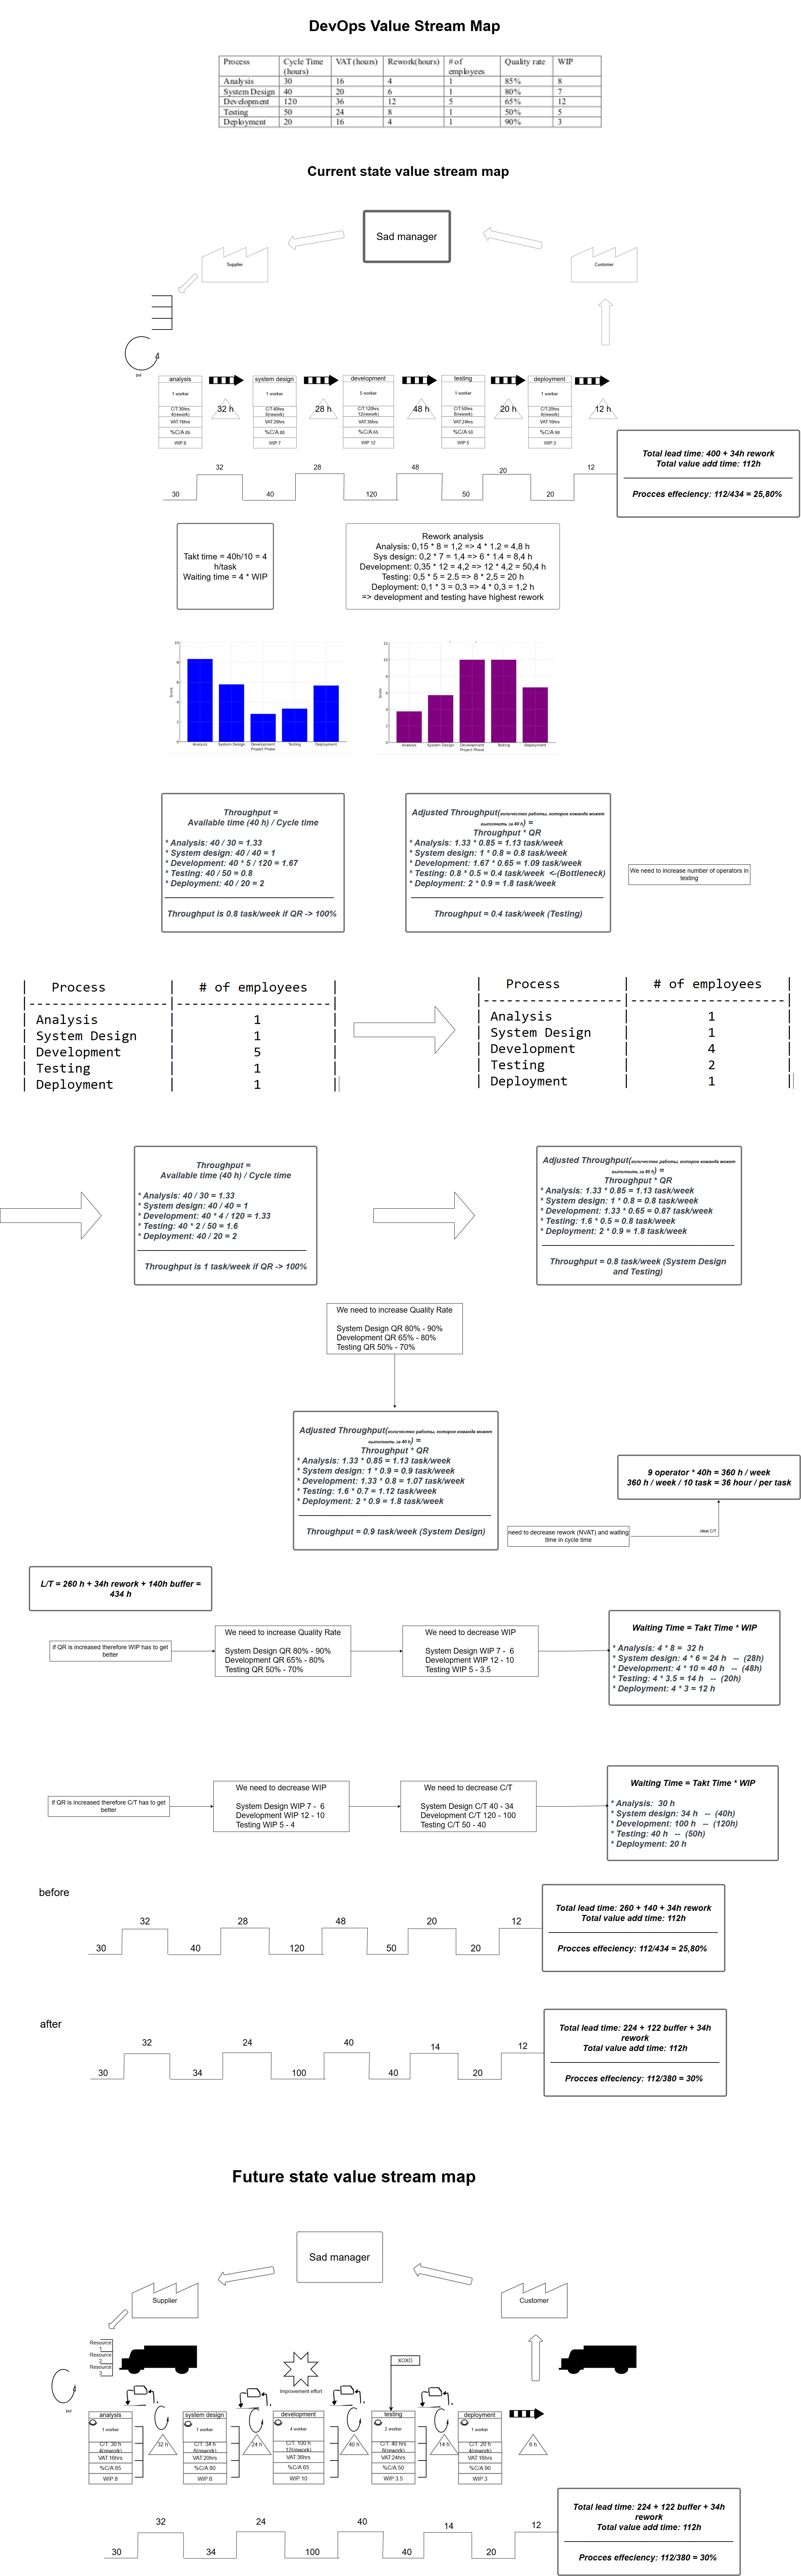 DevOps Value Stream Map
Process Cycle Time (hours) VAT (hours) Rework(hours) # of employees Quality rate WIP
Analysis 30 16 4 1 85% 8
System Design 40 20 6 1 80% 7
Development 120 36 12 5 65% 12
Testing 50 24 8 1 50% 5
Deployment 20 16 4 1 90% 3
Current state value stream map
Sad manager
Supplier
Customer
pul
analysis
1 worker
C/T:30hrs
4(rework)
VAT:16hrs
%C/A:85
WIP:8
32 h
system design
1 worker
C/T:40hrs
6(rework)
VAT:20hrs
%C/A:80
WIP:7
28 h
development
5 worker
C/T:120hrs
12(rework)
VAT:36hrs
%C/A:65
WIP:12
48 h
testing
1 worker
C/T:50hrs
8(rework)
VAT:24hrs
%C/A:50
WIP:5
20 h
deployment
1 worker
C/T:20hrs
4(rework)
VAT:16hrs
%C/A:90
WIP:3
12 h
30 32 40 28 120 48 50 20 20 12
Total lead time: 400 + 34h rework
Total value add time: 112h
Procces effeciency: 112/434 = 25,80%
Takt time = 40h/10 = 4
h/task
Waiting time = 4 * WIP
Rework analysis
Analysis: 0,15 * 8 = 1,2 => 4 * 1.2 = 4,8 h
Sys design: 0,2 * 7 = 1,4 => 6 * 1.4 = 8,4 h
Development: 0,35 * 12 = 4,2 => 12 * 4,2 = 50,4 h
Testing: 0,5 * 5 = 2.5 => 8 * 2,5 = 20 h
Deployment: 0,1 * 3 = 0,3 => 4 * 0,3 = 1,2 h
=> development and testing have highest rework
10
8
6
4
2
0
Score
Analysis System Design Development Testing Deployment
Project Phase
12
10
8
6
4
2
0
Score
Analysis System Design Development Testing Deployment
Project Phase
Throughput =
Available time (40 h) / Cycle time
* Analysis: 40 / 30 = 1.33
* System design: 40 / 40 = 1
* Development: 40 * 5 / 120 = 1.67
* Testing: 40 / 50 = 0.8
* Deployment: 40 / 20 = 2
Throughput is 0.8 task/week if QR -> 100%
Adjusted Throughput(количество работы, которое команда может
выполнить за 40 h) =
Throughput * QR
* Analysis: 1.33 * 0.85 = 1.13 task/week
* System design: 1 * 0.8 = 0.8 task/week
* Development: 1.67 * 0.65 = 1.09 task/week
* Testing: 0.8 * 0.5 = 0.4 task/week <-(Bottleneck)
* Deployment: 2 * 0.9 = 1.8 task/week
Throughput = 0.4 task/week (Testing)
We need to increase number of operators in
testing
| Process | # of employees |
|------------------|--------------------|
| Analysis | 1 |
| System Design | 1 |
| Development | 5 |
| Testing | 1 |
| Deployment | 1 |
| Process | # of employees |
|------------------|--------------------|
| Analysis | 1 |
| System Design | 1 |
| Development | 4 |
| Testing | 2 |
| Deployment | 1 |
Throughput =
Available time (40 h) / Cycle time
* Analysis: 40 / 30 = 1.33
* System design: 40 / 40 = 1
* Development: 40 * 4 / 120 = 1.33
* Testing: 40 * 2 / 50 = 1.6
* Deployment: 40 / 20 = 2
Throughput is 1 task/week if QR -> 100%
Adjusted Throughput(количество работы, которое команда может
выполнить за 40 h) =
Throughput * QR
* Analysis: 1.33 * 0.85 = 1.13 task/week
* System design: 1 * 0.8 = 0.8 task/week
* Development: 1.33 * 0.65 = 0.87 task/week
* Testing: 1.6 * 0.5 = 0.8 task/week
* Deployment: 2 * 0.9 = 1.8 task/week
Throughput = 0.8 task/week (System Design
and Testing)
We need to increase Quality Rate
System Design QR 80% - 90%
Development QR 65% - 80%
Testing QR 50% - 70%
Adjusted Throughput(количество работы, которое команда может
выполнить за 40 h) =
Throughput * QR
* Analysis: 1.33 * 0.85 = 1.13 task/week
* System design: 1 * 0.9 = 0.9 task/week
* Development: 1.33 * 0.8 = 1.07 task/week
* Testing: 1.6 * 0.7 = 1.12 task/week
* Deployment: 2 * 0.9 = 1.8 task/week
Throughput = 0.9 task/week (System Design)
9 operator * 40h = 360 h / week
360 h / week / 10 task = 36 hour / per task
need to decrease rework (NVAT) and waiting
time in cycle time
ideal C/T
L/T = 260 h + 34h rework + 140h buffer =
434 h
if QR is increased therefore WIP has to get
better
We need to increase Quality Rate
System Design QR 80% - 90%
Development QR 65% - 80%
Testing QR 50% - 70%
We need to decrease WIP
System Design WIP 7 - 6
Development WIP 12 - 10
Testing WIP 5 - 3.5
Waiting Time = Takt Time * WIP
* Analysis: 4 * 8 = 32 h
* System design: 4 * 6 = 24 h -- (28h)
* Development: 4 * 10 = 40 h -- (48h)
* Testing: 4 * 3.5 = 14 h -- (20h)
* Deployment: 4 * 3 = 12 h
if QR is increased therefore C/T has to get
better
We need to decrease WIP
System Design WIP 7 - 6
Development WIP 12 - 10
Testing WIP 5 - 4
We need to decrease C/T
System Design C/T 40 - 34
Development C/T 120 - 100
Testing C/T 50 - 40
Waiting Time = Takt Time * WIP
* Analysis: 30 h
* System design: 34 h -- (40h)
* Development: 100 h -- (120h)
* Testing: 40 h -- (50h)
* Deployment: 20 h
before
30 32 40 28 120 48 50 20 20 12
Total lead time: 260 + 140 + 34h rework
Total value add time: 112h
Procces effeciency: 112/434 = 25,80%
after
30 32 34 24 100 40 40 14 20 12
Total lead time: 224 + 122 buffer + 34h
rework
Total value add time: 112h
Procces effeciency: 112/380 = 30%
Future state value stream map
Sad manager
Supplier
Customer
Resource
1
Resource
2
Resource
3
pul
Improvement effort
XOXO
analysis
1 worker
C/T: 30 h
4(rework)
VAT:16hrs
%C/A:85
WIP:8
32 h
system design
1 worker
C/T: 34 h
6(rework)
VAT:20hrs
%C/A:80
WIP:6
24 h
development
4 worker
C/T: 100 h
12(rework)
VAT:36hrs
%C/A:65
WIP:10
40 h
testing
2 worker
C/T: 40 hrs
8(rework)
VAT:24hrs
%C/A:50
WIP:3.5
14 h
deployment
1 worker
C/T: 20 h
4(rework)
VAT:16hrs
%C/A:90
WIP:3
6 h
30 32 34 24 100 40 40 14 20 12
Total lead time: 224 + 122 buffer + 34h
rework
Total value add time: 112h
Procces effeciency: 112/380 = 30%